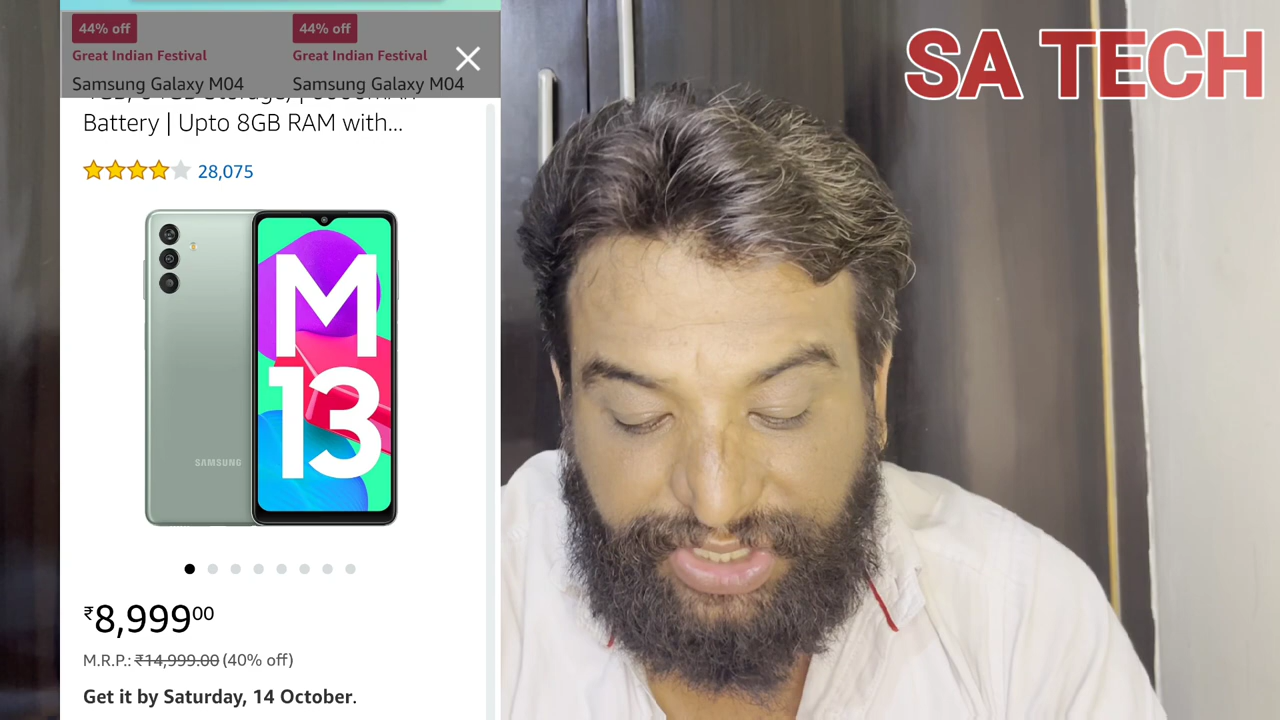 44% off
44% off
Great Indian Festival
Great Indian Festival
Samsung Galaxy M04
Samsung Galaxy M04
Battery | Upto 8GB RAM with...
28,075
M
13
SAMSUNG
₹8,99900
M.R.P.: ₹14,999.00 (40% off)
Get it by Saturday, 14 October.
SA TECH